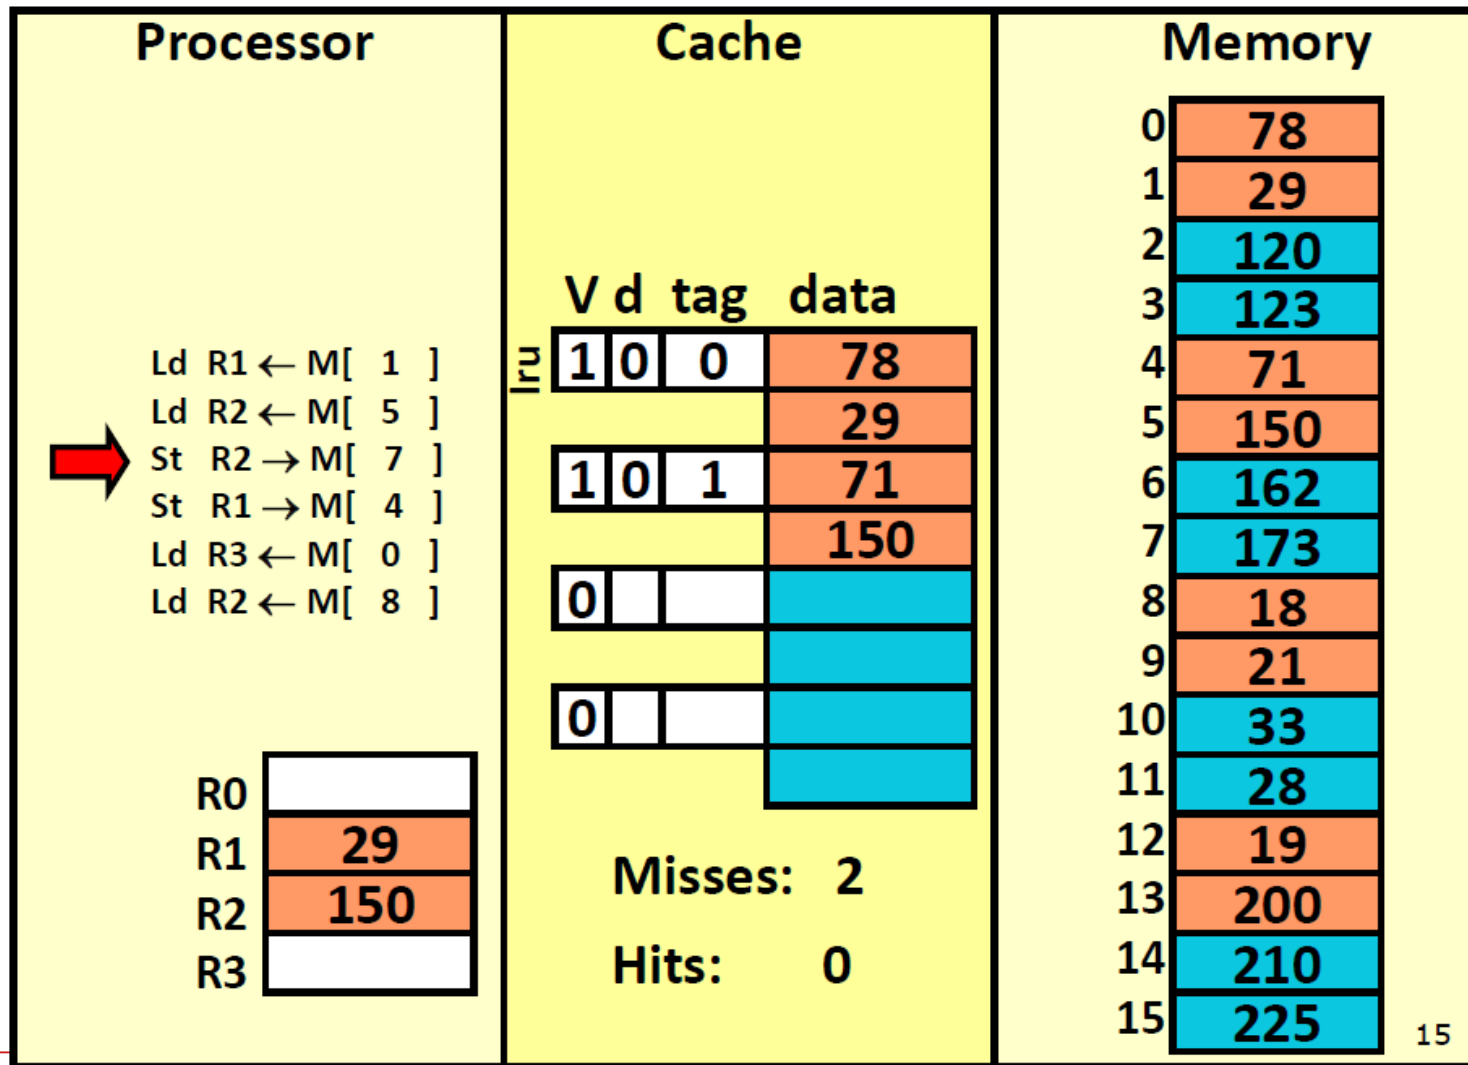 Processor
Ld R1 ← M[ 1 ]
Ld R2 ← M[ 5 ]
St R2 → M[ 7 ]
St R1 → M[ 4 ]
Ld R3 ← M[ 0 ]
Ld R2 ← M[ 8 ]
R0
R1 29
R2 150
R3
Cache
V d tag data
lru 1 0 0 78
29
1 0 1 71
150
0
0
Misses: 2
Hits: 0
Memory
0 78
1 29
2 120
3 123
4 71
5 150
6 162
7 173
8 18
9 21
10 33
11 28
12 19
13 200
14 210
15 225
15